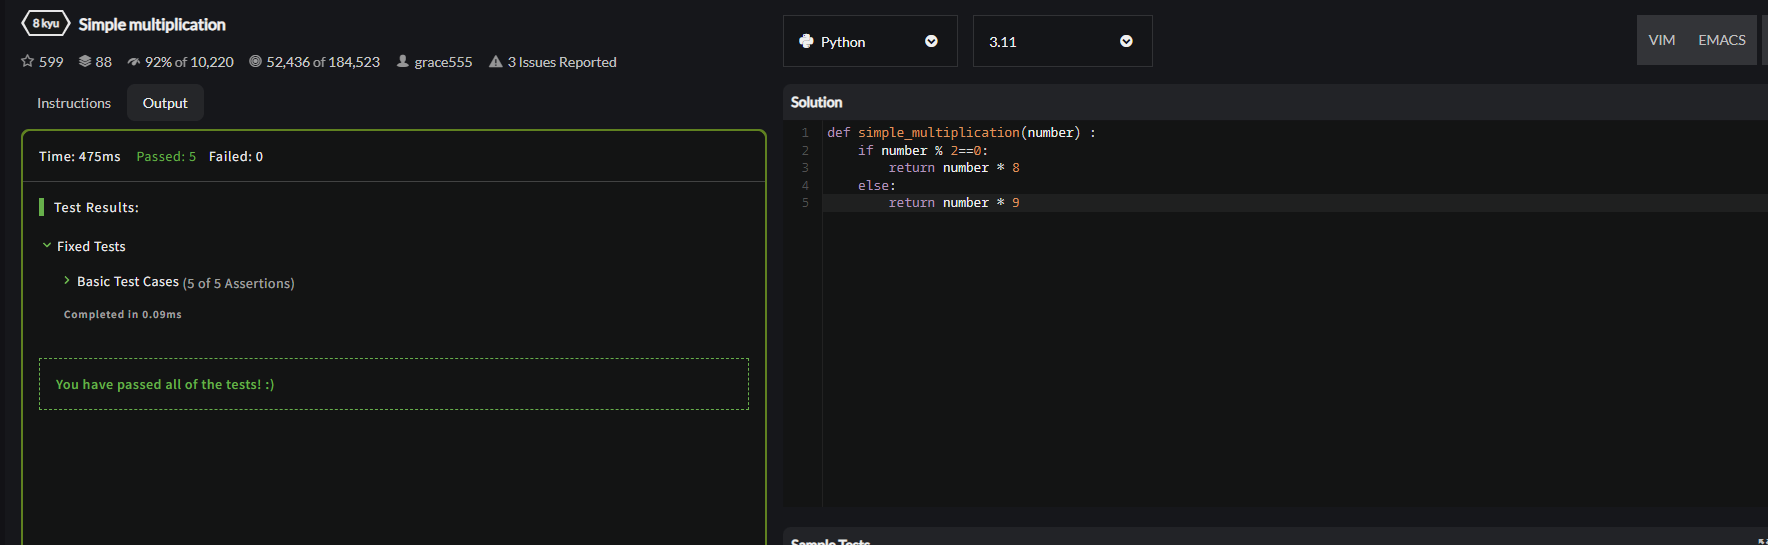 8 kyu Simple multiplication
599 88 92% of 10,220 52,436 of 184,523 grace555 3 Issues Reported
Instructions Output
Time: 475ms Passed: 5 Failed: 0
Test Results:
Fixed Tests
Basic Test Cases (5 of 5 Assertions)
Completed in 0.09ms
You have passed all of the tests! :)
Python 3.11 VIM EMACS
Solution
1 def simple_multiplication(number) :
2 if number % 2==0:
3 return number * 8
4 else:
5 return number * 9
Sample Tests